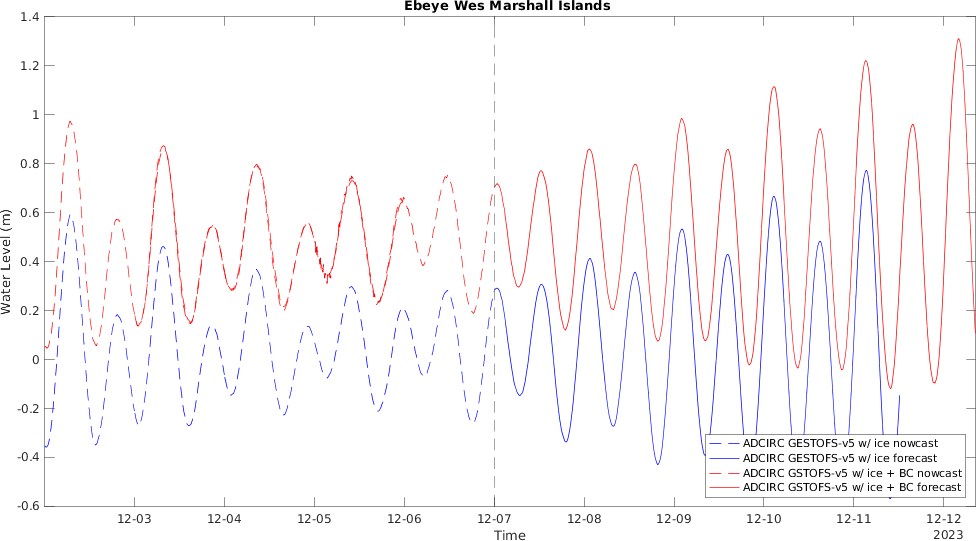 Ebeye Wes Marshall Islands
1.4
1.2
1
0.8
0.6
0.4
0.2
0
-0.2
-0.4
-0.6
Water Level (m)
ADCIRC GESTOFS-v5 w/ ice nowcast
ADCIRC GESTOFS-v5 w/ ice forecast
ADCIRC GSTOFS-v5 w/ ice + BC nowcast
ADCIRC GSTOFS-v5 w/ ice + BC forecast
12-03 12-04 12-05 12-06 12-07 12-08 12-09 12-10 12-11 12-12
Time 2023